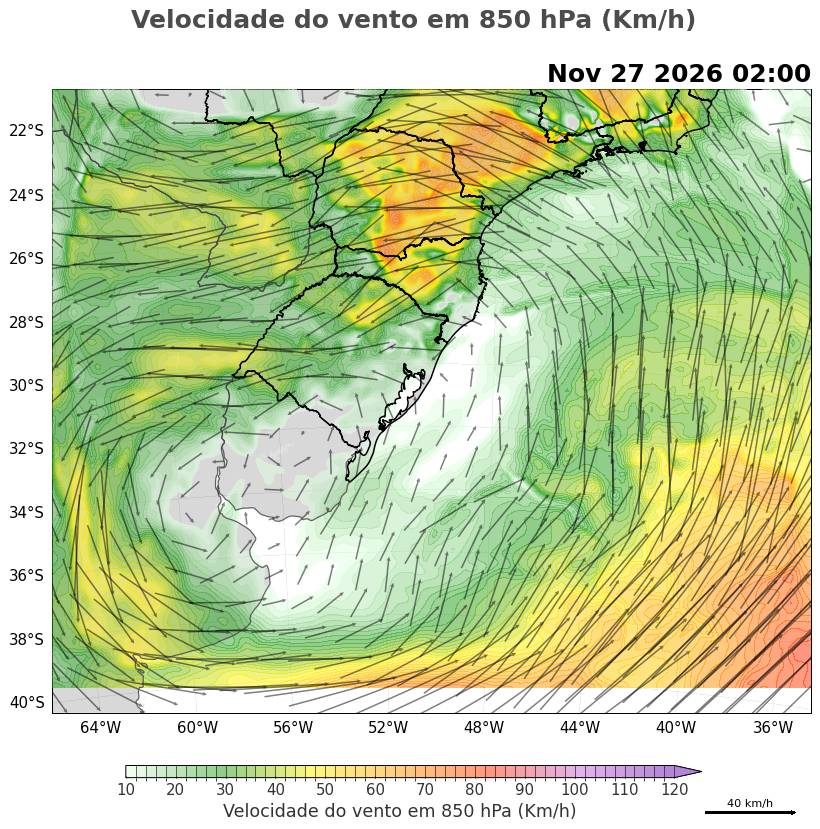 Velocidade do vento em 850 hPa (Km/h)
Nov 27 2026 02:00
22°S
24°S
26°S
28°S
30°S
32°S
34°S
36°S
38°S
40°S
64°W 60°W 56°W 52°W 48°W 44°W 40°W 36°W
10 20 30 40 50 60 70 80 90 100 110 120
Velocidade do vento em 850 hPa (Km/h)
40 km/h